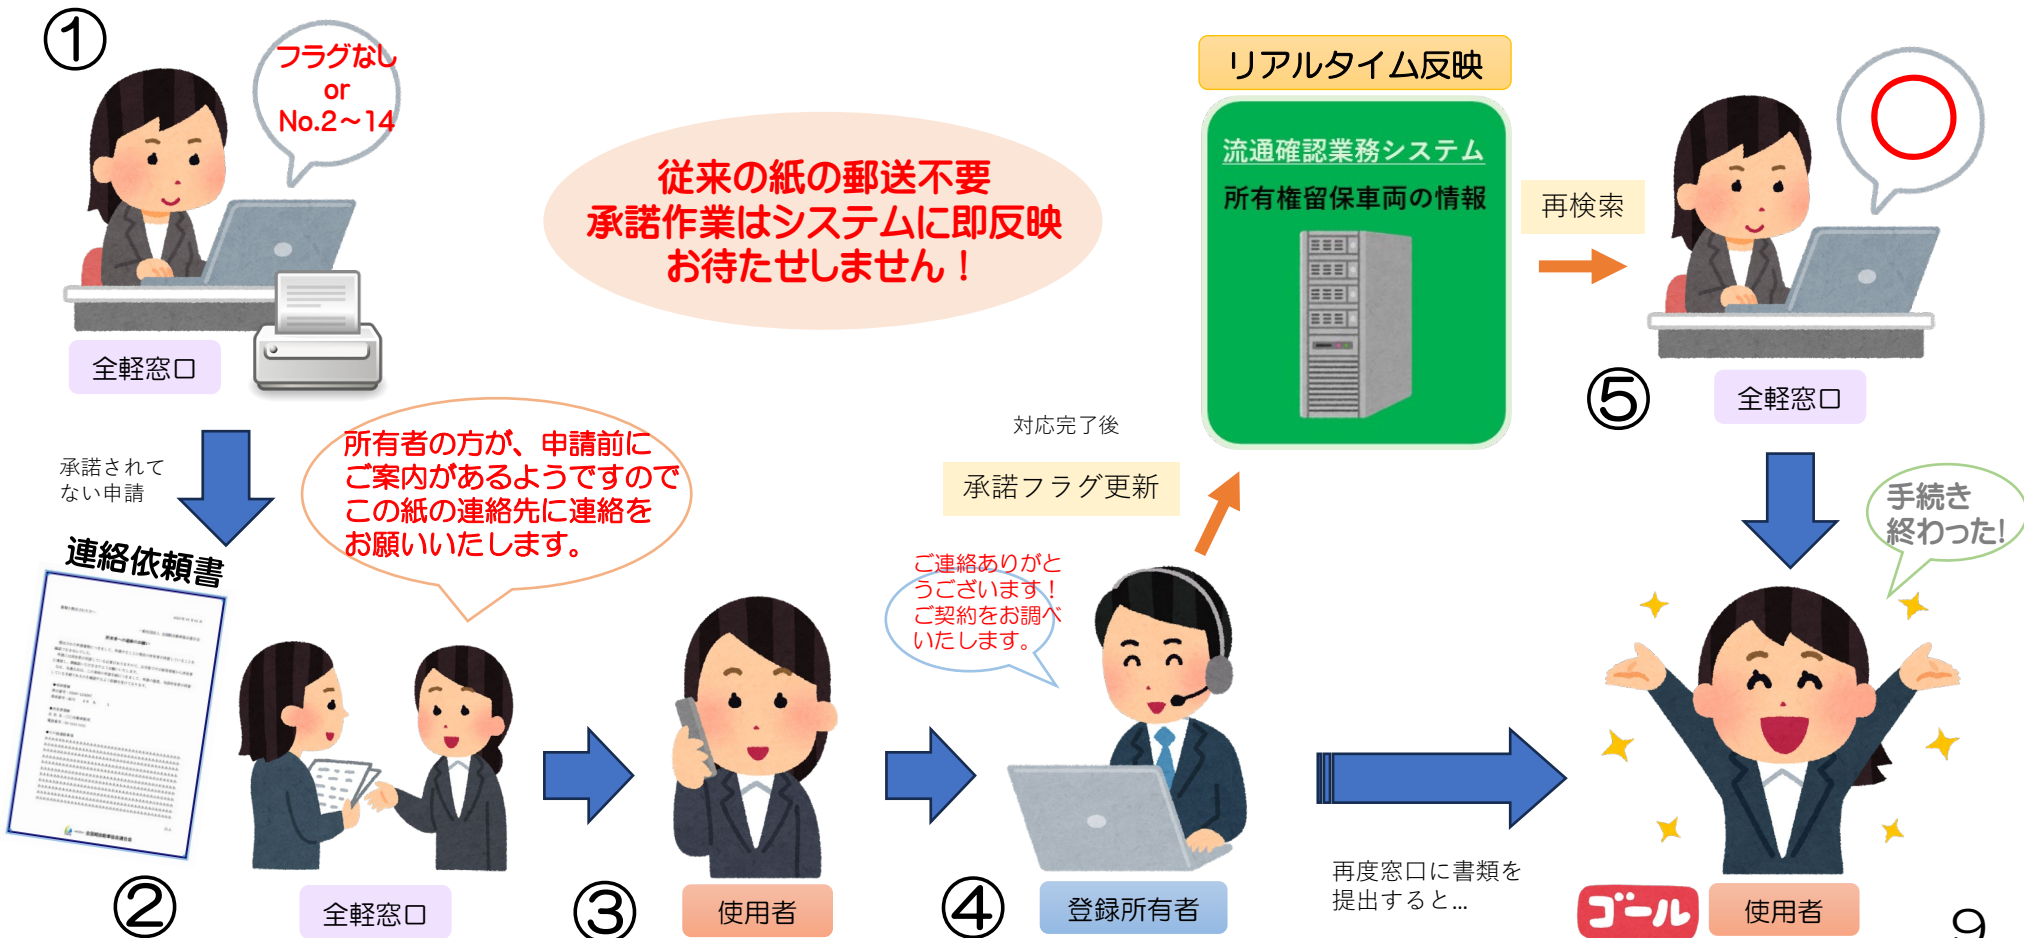 ①
フラグなし
or
No.2～14
全軽窓口
従来の紙の郵送不要
承諾作業はシステムに即反映
お待たせしません！
リアルタイム反映
流通確認業務システム
所有権留保車両の情報
再検索
⑤
全軽窓口
承諾されて
ない申請
連絡依頼書
所有者の方が、申請前に
ご案内があるようですので
この紙の連絡先に連絡を
お願いいたします。
②
全軽窓口
③
使用者
対応完了後
承諾フラグ更新
ご連絡ありがと
うございます！
ご契約をお調べ
いたします。
④
登録所有者
再度窓口に書類を
提出すると…
手続き
終わった!
ゴール
使用者
9